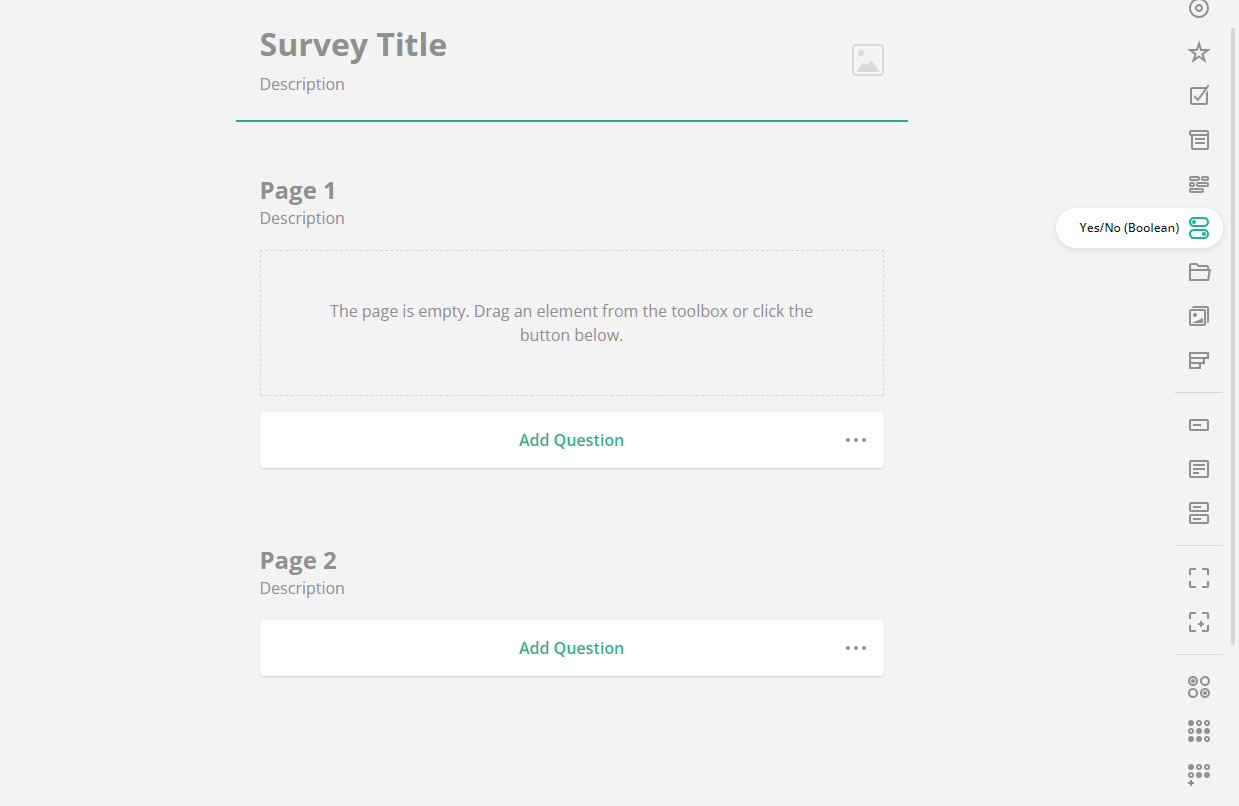 Survey Title
Description
Page 1
Description
Yes/No (Boolean)
The page is empty. Drag an element from the toolbox or click the
button below.
Add Question
Page 2
Description
Add Question